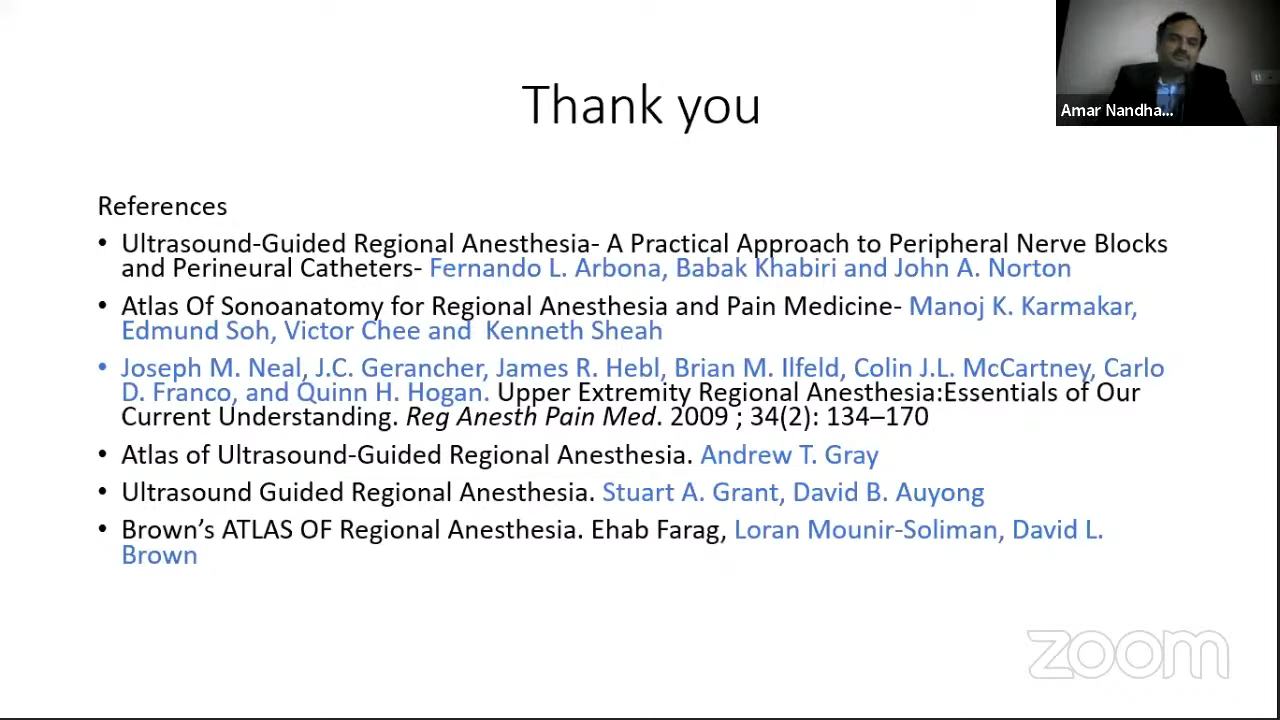 Thank you
Amar Nandha...
References
• Ultrasound-Guided Regional Anesthesia- A Practical Approach to Peripheral Nerve Blocks
and Perineural Catheters- Fernando L. Arbona, Babak Khabiri and John A. Norton
• Atlas Of Sonoanatomy for Regional Anesthesia and Pain Medicine- Manoj K. Karmakar,
Edmund Soh, Victor Chee and Kenneth Sheah
• Joseph M. Neal, J.C. Gerancher, James R. Hebl, Brian M. Ilfeld, Colin J.L. McCartney, Carlo
D. Franco, and Quinn H. Hogan. Upper Extremity Regional Anesthesia:Essentials of Our
Current Understanding. Reg Anesth Pain Med. 2009 ; 34(2): 134–170
• Atlas of Ultrasound-Guided Regional Anesthesia. Andrew T. Gray
• Ultrasound Guided Regional Anesthesia. Stuart A. Grant, David B. Auyong
• Brown’s ATLAS OF Regional Anesthesia. Ehab Farag, Loran Mounir-Soliman, David L.
Brown
zoom